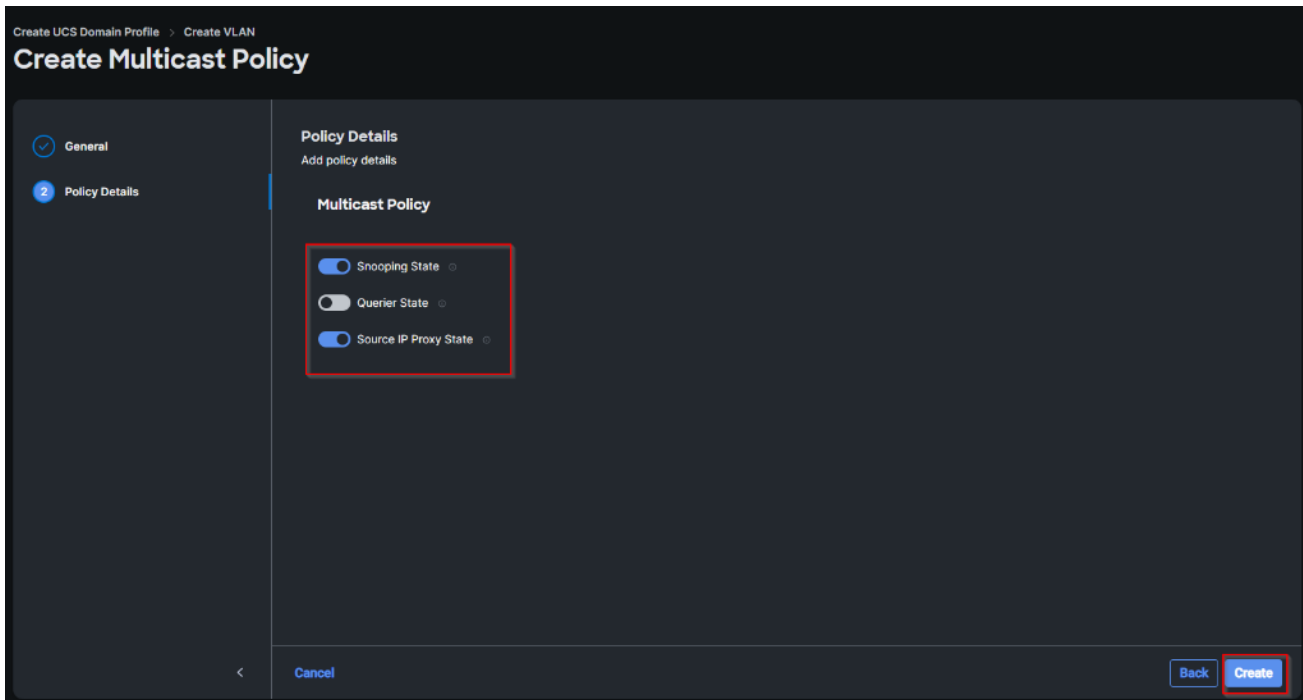 Create UCS Domain Profile > Create VLAN
Create Multicast Policy
General
2 Policy Details
Policy Details
Add policy details
Multicast Policy
Snooping State
Querier State
Source IP Proxy State
< Cancel Back Create